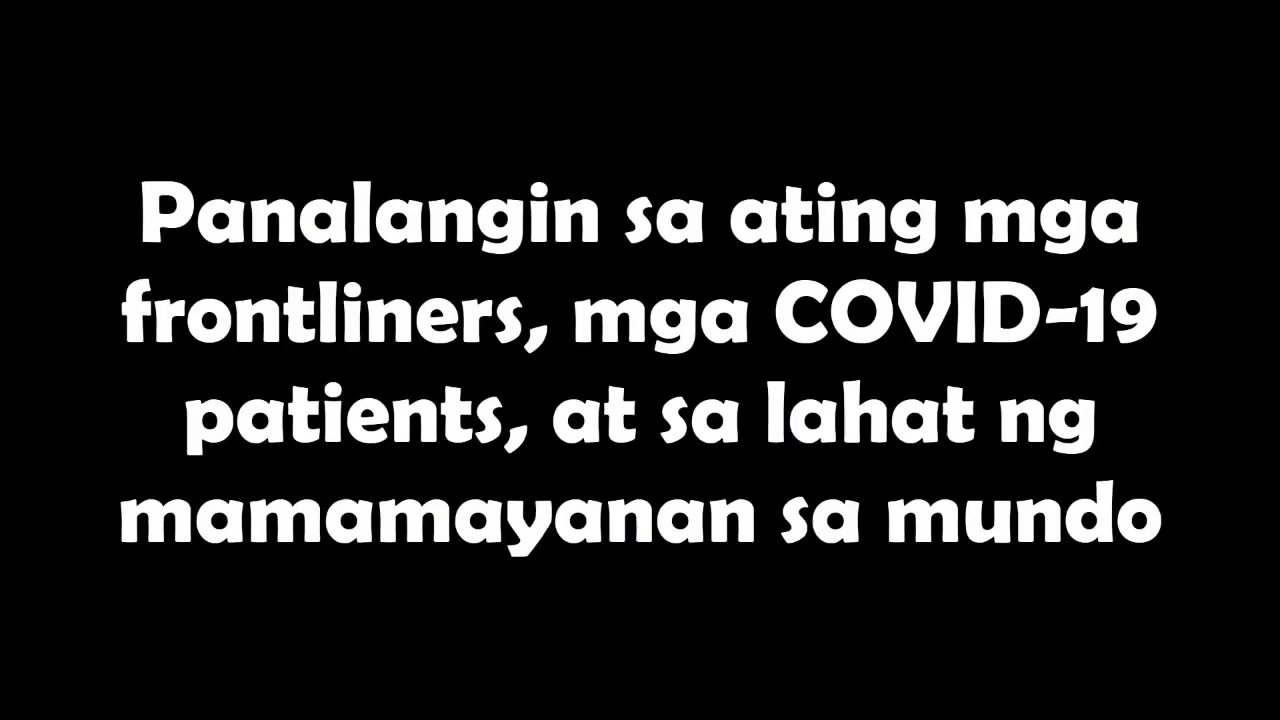 Panalangin sa ating mga
frontliners, mga COVID-19
patients, at sa lahat ng
mamamayanan sa mundo